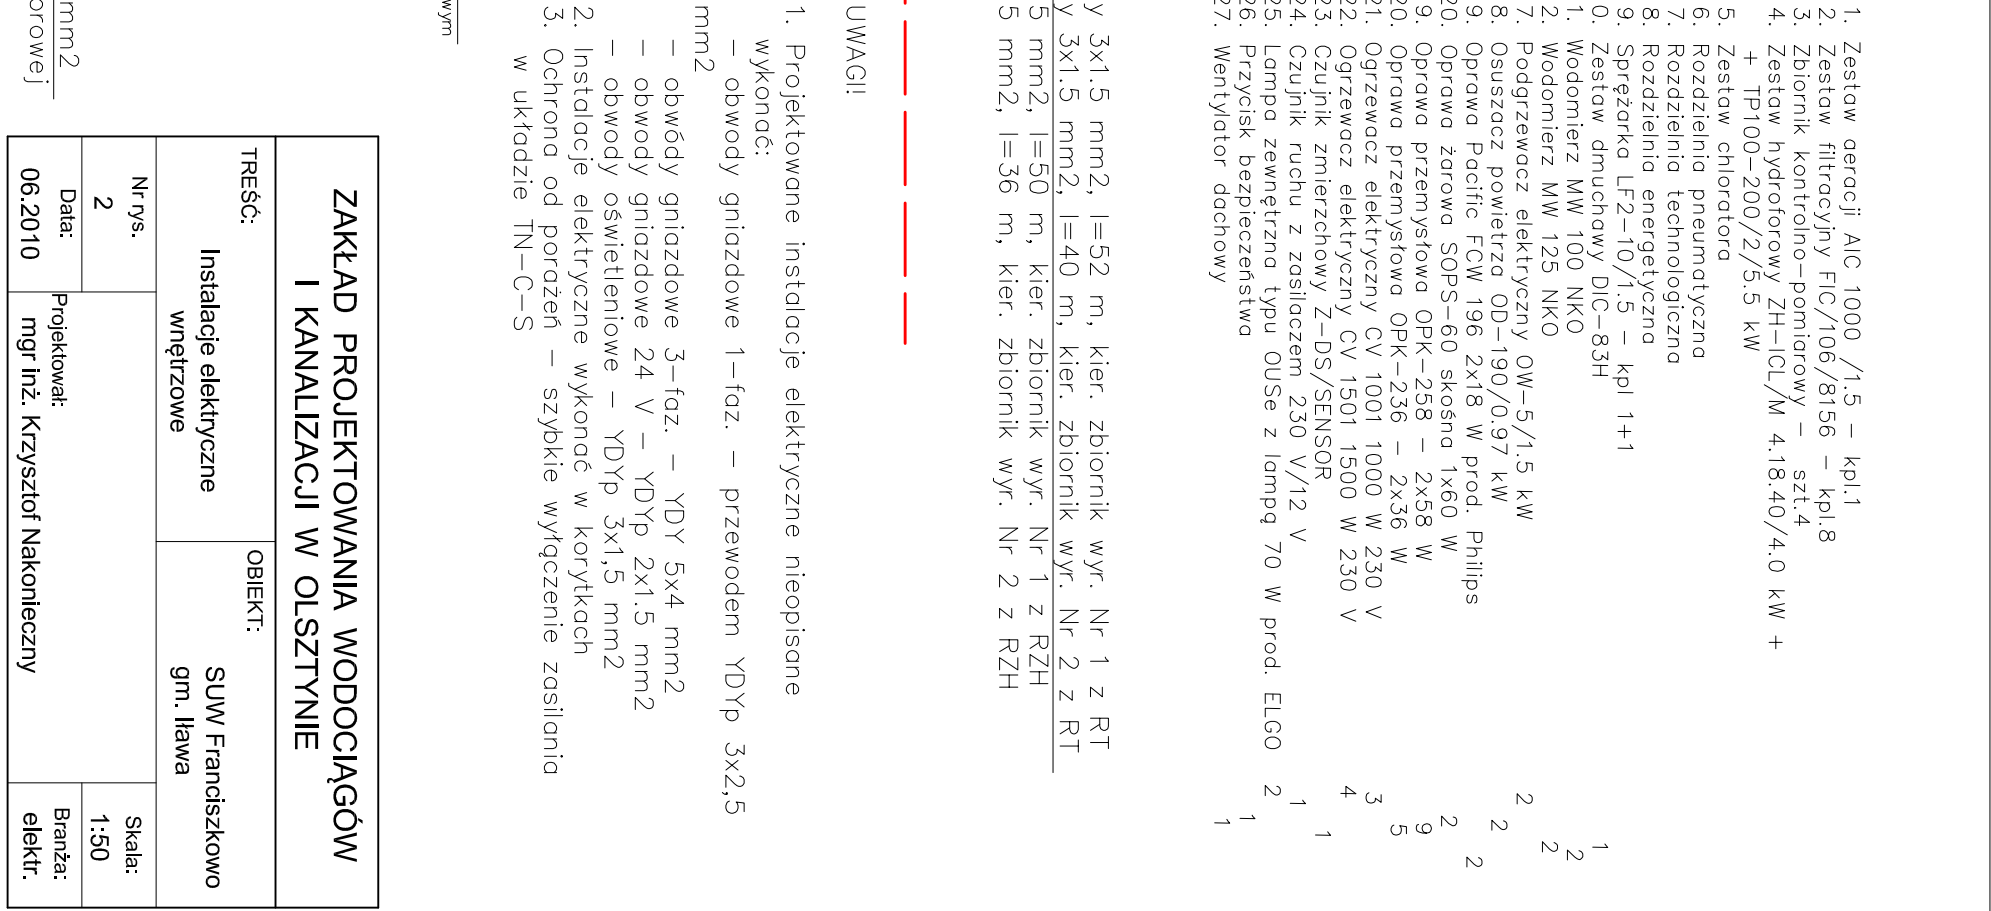 1. Zestaw aeracji AIC 1000 /1.5 – kpl.1
2. Zestaw filtracyjny FIC/106/8156 – kpl.8
3. Zbiornik kontrolno–pomiarowy – szt.4
4. Zestaw hydroforowy ZH–ICL/M 4.18.40/4.0 kW +
+ TP100–200/2/5.5 kW
5. Zestaw chloratora
6. Rozdzielnia pneumatyczna
7. Rozdzielnia technologiczna
8. Rozdzielnia energetyczna
9. Sprężarka LF2–10/1.5 – kpl 1+1
0. Zestaw dmuchawy DIC–83H 1
1. Wodomierz MW 100 NKO 2
2. Wodomierz MW 125 NKO 2
7. Podgrzewacz elektryczny OW–5/1.5 kW 2
8. Osuszacz powietrza OD–190/0.97 kW 2
9. Oprawa Pacific FCW 196 2x18 W prod. Philips 2
20. Oprawa żarowa SOPS–60 skośna 1x60 W 2
9. Oprawa przemysłowa OPK–258 – 2x58 W 9
20. Oprawa przemysłowa OPK–236 – 2x36 W 5
21. Ogrzewacz elektryczny CV 1001 1000 W 230 V 3
22. Ogrzewacz elektryczny CV 1501 1500 W 230 V 4
23. Czujnik zmierzchowy Z–DS/SENSOR 1
24. Czujnik ruchu z zasilaczem 230 V/12 V 1
25. Lampa zewnętrzna typu OUSe z lampą 70 W prod. ELGO 2
26. Przycisk bezpieczeństwa 1
27. Wentylator dachowy 1
y 3x1.5 mm2, l=52 m, kier. zbiornik wyr. Nr 1 z RT
y 3x1.5 mm2, l=40 m, kier. zbiornik wyr. Nr 2 z RT
5 mm2, l=50 m, kier. zbiornik wyr. Nr 1 z RZH
5 mm2, l=36 m, kier. zbiornik wyr. Nr 2 z RZH
UWAGI!
1. Projektowane instalacje elektryczne nieopisane
wykonać:
– obwody gniazdowe 1–faz. – przewodem YDYp 3x2,5
mm2
– obwódy gniazdowe 3–faz. – YDY 5x4 mm2
– obwody gniazdowe 24 V – YDYp 2x1.5 mm2
– obwody oświetleniowe – YDYp 3x1,5 mm2
2. Instalacje elektryczne wykonać w korytkach
3. Ochrona od porażeń – szybkie wyłączenie zasilania
w układzie TN–C–S
wym
mm2
orowej
ZAKŁAD PROJEKTOWANIA WODOCIĄGÓW
I KANALIZACJI W OLSZTYNIE
TREŚĆ:
Instalacje elektryczne
wnętrzowe
OBIEKT:
SUW Franciszkowo
gm. Iława
Nr rys.
2
Skala:
1:50
Data:
06.2010
Projektował:
mgr inż. Krzysztof Nakonieczny
Branża:
elektr.